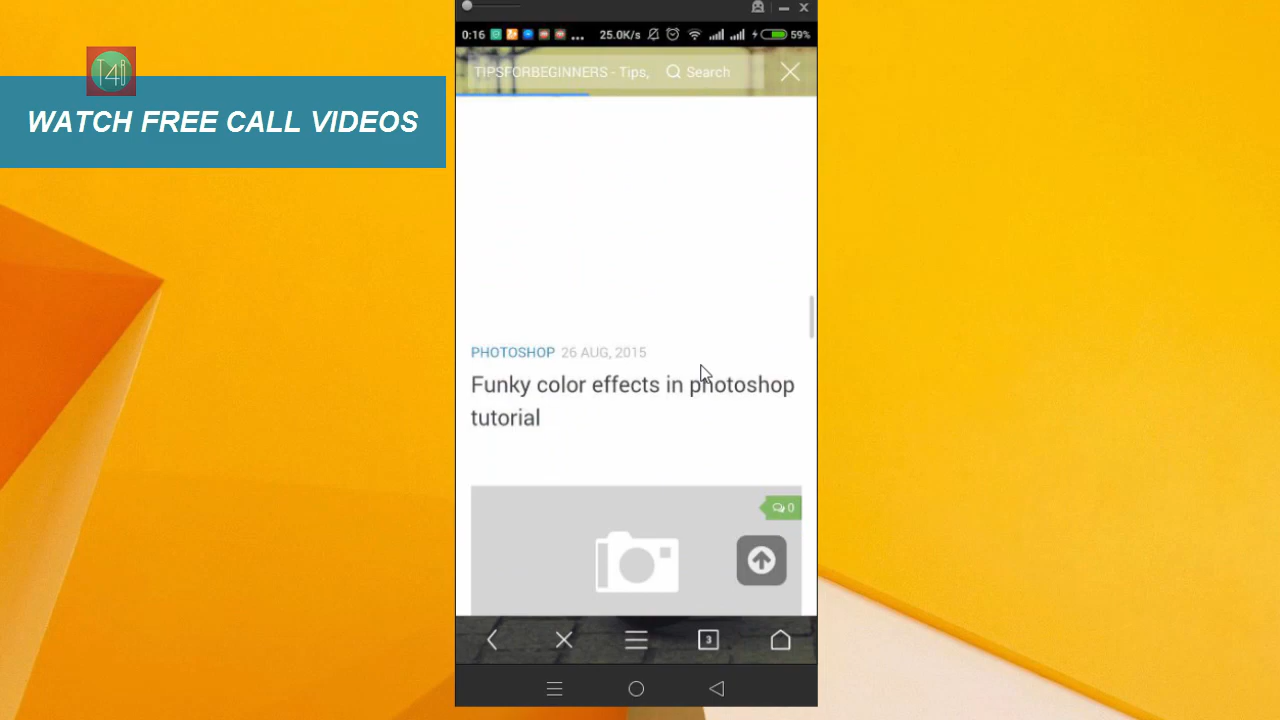 T4B
WATCH FREE CALL VIDEOS
0:16 ... 25.0K/s 59%
TIPSFORBEGINNERS - Tips, Search
PHOTOSHOP 26 AUG, 2015
Funky color effects in photoshop
tutorial
0
3